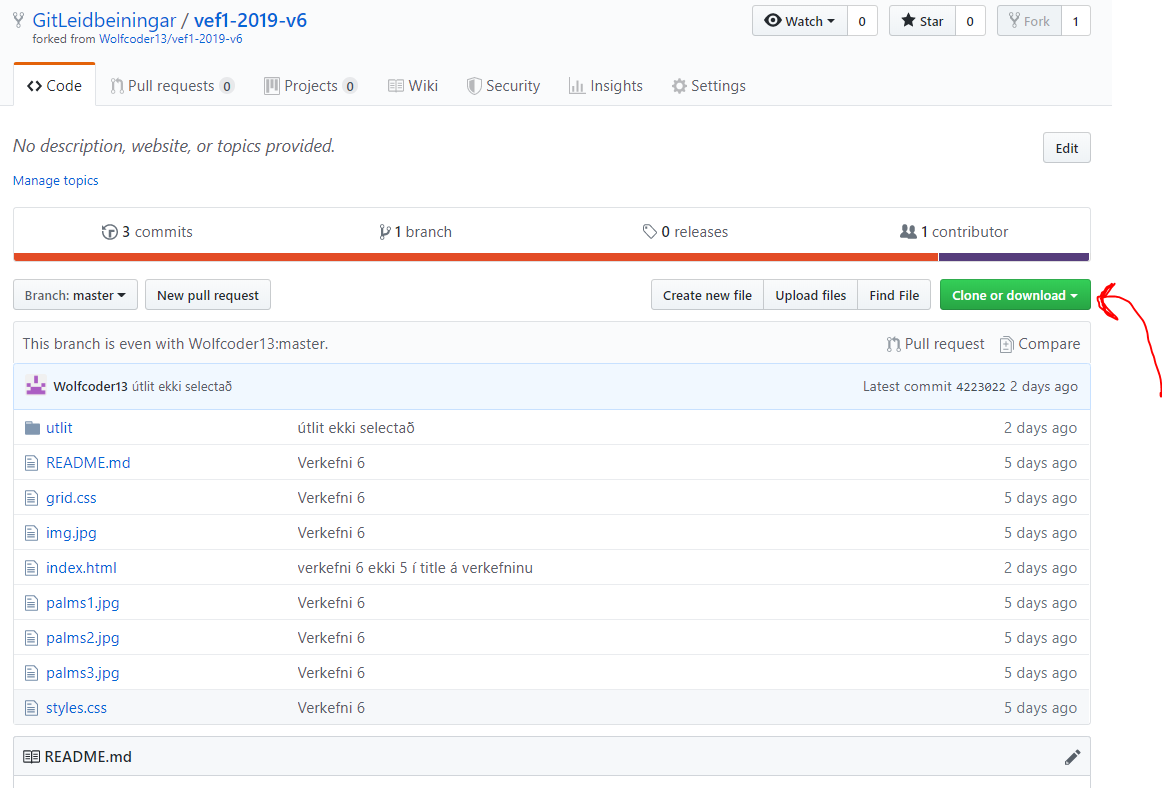 GitLeidbeiningar / vef1-2019-v6
forked from Wolfcoder13/vef1-2019-v6
Watch 0 Star 0 Fork 1
Code Pull requests 0 Projects 0 Wiki Security Insights Settings
No description, website, or topics provided.
Edit
Manage topics
3 commits 1 branch 0 releases 1 contributor
Branch: master New pull request Create new file Upload files Find File Clone or download
This branch is even with Wolfcoder13:master. Pull request Compare
Wolfcoder13 útlit ekki selectað Latest commit 4223022 2 days ago
utlit útlit ekki selectað 2 days ago
README.md Verkefni 6 5 days ago
grid.css Verkefni 6 5 days ago
img.jpg Verkefni 6 5 days ago
index.html verkefni 6 ekki 5 í title á verkefninu 2 days ago
palms1.jpg Verkefni 6 5 days ago
palms2.jpg Verkefni 6 5 days ago
palms3.jpg Verkefni 6 5 days ago
styles.css Verkefni 6 5 days ago
README.md